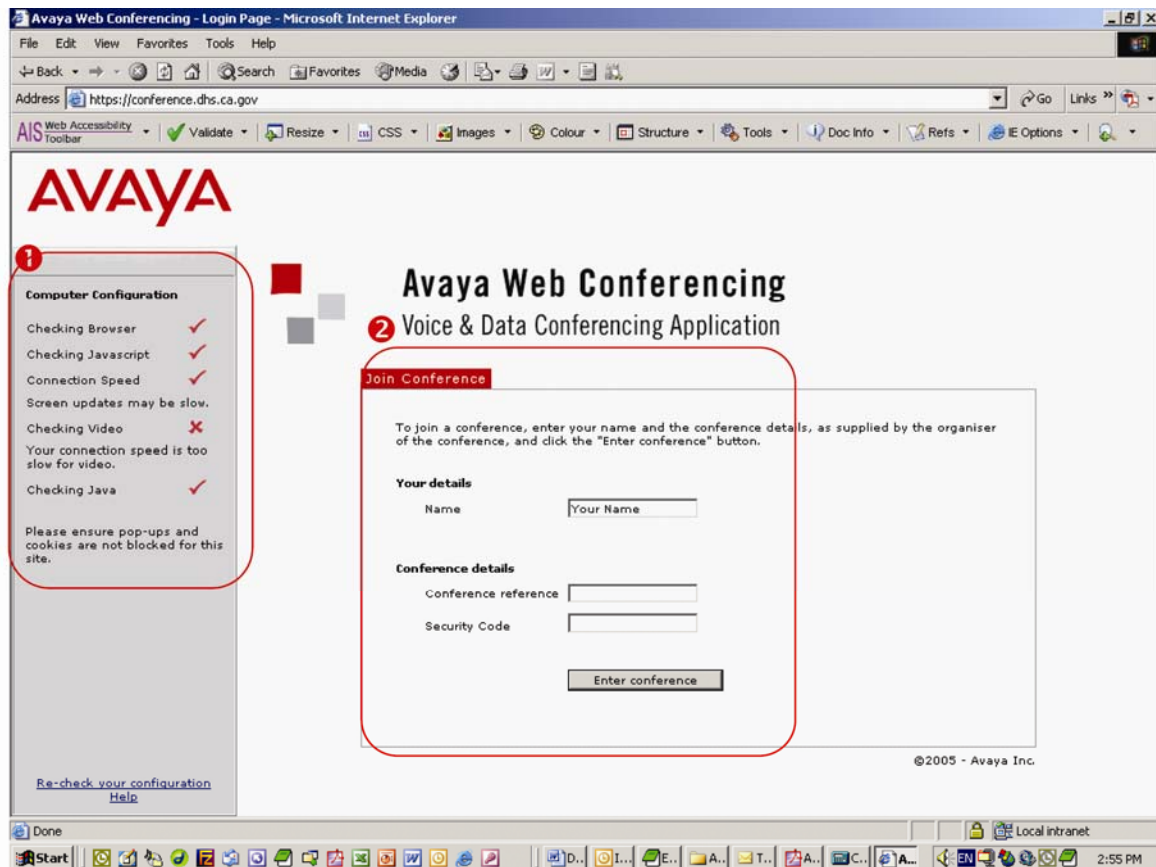 Avaya Web Conferencing - Login Page - Microsoft Internet Explorer
File Edit View Favorites Tools Help
Back Search Favorites Media
Address https://conference.dhs.ca.gov Go Links »
AIS Web Accessibility Toolbar Validate Resize CSS Images Colour Structure Tools Doc Info Refs IE Options
AVAYA
1
Computer Configuration
Checking Browser
Checking Javascript
Connection Speed
Screen updates may be slow.
Checking Video
Your connection speed is too
slow for video.
Checking Java
Please ensure pop-ups and
cookies are not blocked for this
site.
Re-check your configuration
Help
Avaya Web Conferencing
2 Voice & Data Conferencing Application
Join Conference
To join a conference, enter your name and the conference details, as supplied by the organiser
of the conference, and click the "Enter conference" button.
Your details
Name Your Name
Conference details
Conference reference
Security Code
Enter conference
©2005 - Avaya Inc.
Done Local intranet
Start D.. I... E.. A.. T.. A.. C.. A... EN 2:55 PM